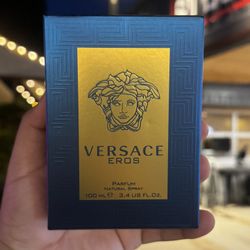 VERSACE
EROS
PARFUM
NATURAL SPRAY
100 ML ℮ 3.4 US FL.OZ.